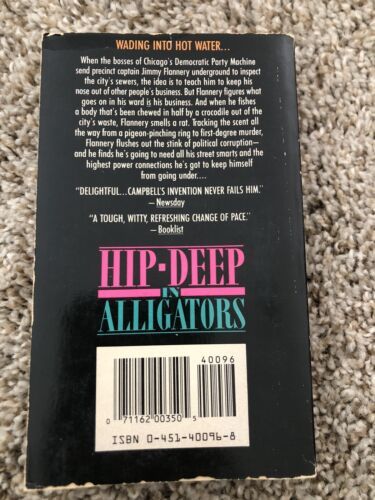 WADING INTO HOT WATER...
When the bosses of Chicago's Democratic Party Machine
send precinct captain Jimmy Flannery underground to inspect
the city's sewers, the idea is to teach him to keep his
nose out of other people's business. But Flannery figures what
goes on in his ward is his business. And when he fishes
a body that's been chewed in half by a crocodile out of the
city's waste, Flannery smells a rat. Tracking the scent all
the way from a pigeon-pinching ring to first-degree murder,
Flannery flushes out the stink of political corruption—
and he finds he's going to need all his street smarts and the
highest power connections he's got to keep himself
from going under....
"DELIGHTFUL...CAMPBELL'S INVENTION NEVER FAILS HIM."
— Newsday
"A TOUGH, WITTY, REFRESHING CHANGE OF PACE."
— Booklist
HIP-DEEP
IN
ALLIGATORS
40096
0 71162 00350 5
ISBN 0-451-40096-8